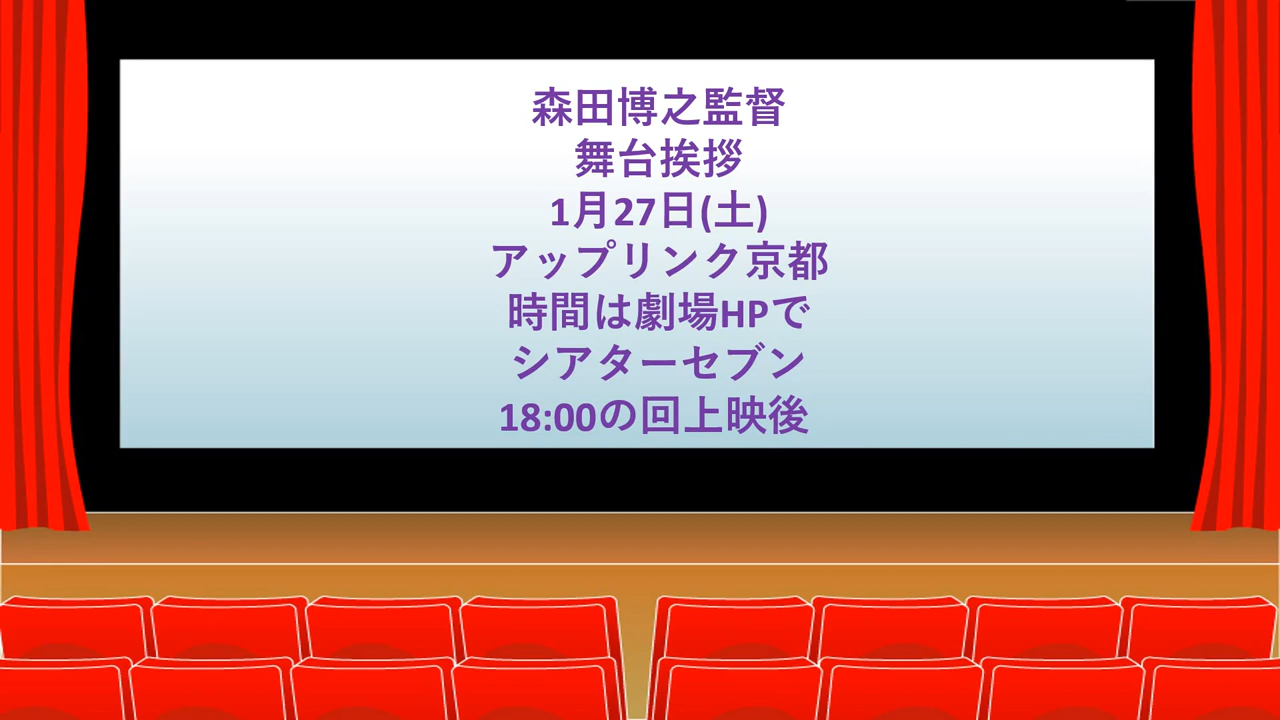 森田博之監督
舞台挨拶
1月27日(土)
アップリンク京都
時間は劇場HPで
シアターセブン
18:00の回上映後